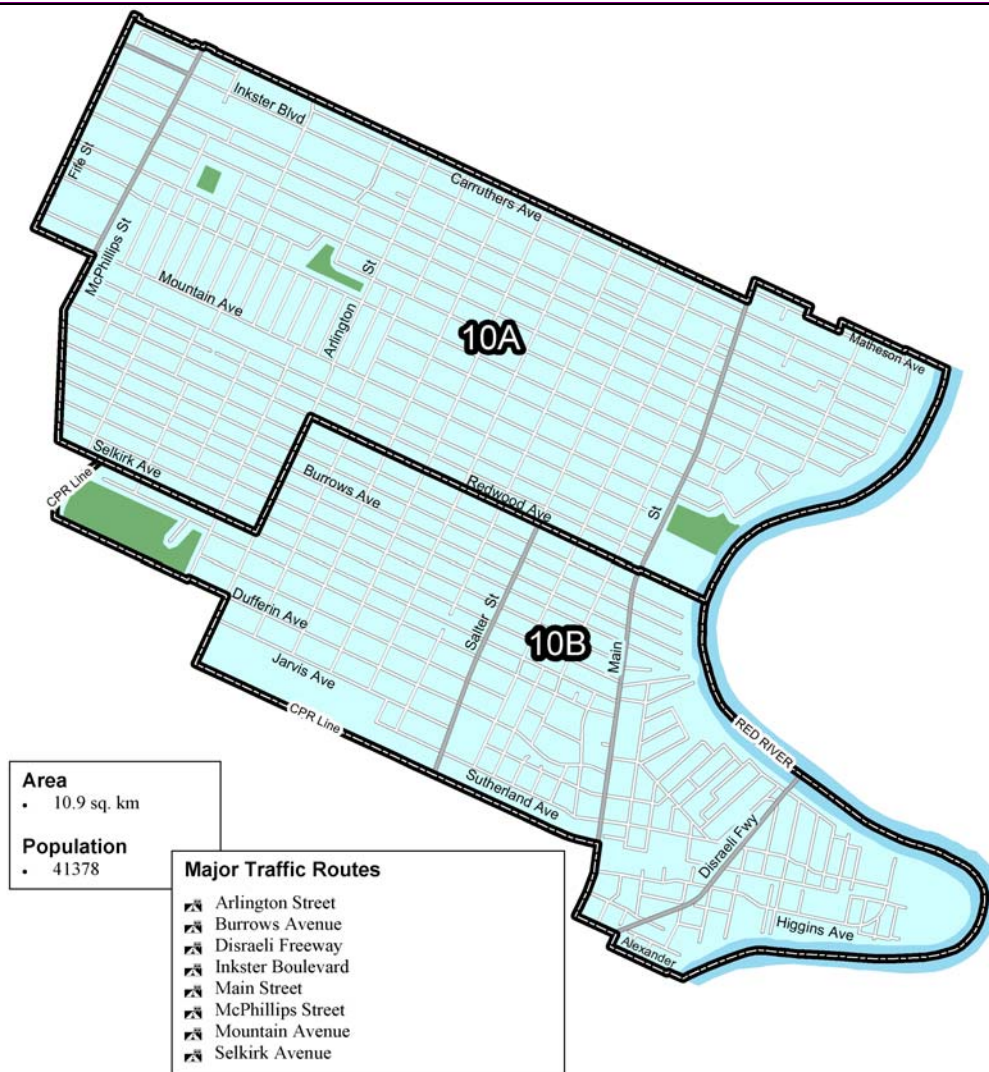 Inkster Blvd
Fife St
Carruthers Ave
McPhillips St
Mountain Ave
Arlington St
10A
Matheson Ave
Selkirk Ave
CPR Line
Burrows Ave
Redwood Ave
St
Dufferin Ave
Salter St
10B
Main
Jarvis Ave
CPR Line
RED RIVER
Sutherland Ave
Disraeli Fwy
Higgins Ave
Alexander
Area
• 10.9 sq. km
Population
• 41378
Major Traffic Routes
Arlington Street
Burrows Avenue
Disraeli Freeway
Inkster Boulevard
Main Street
McPhillips Street
Mountain Avenue
Selkirk Avenue